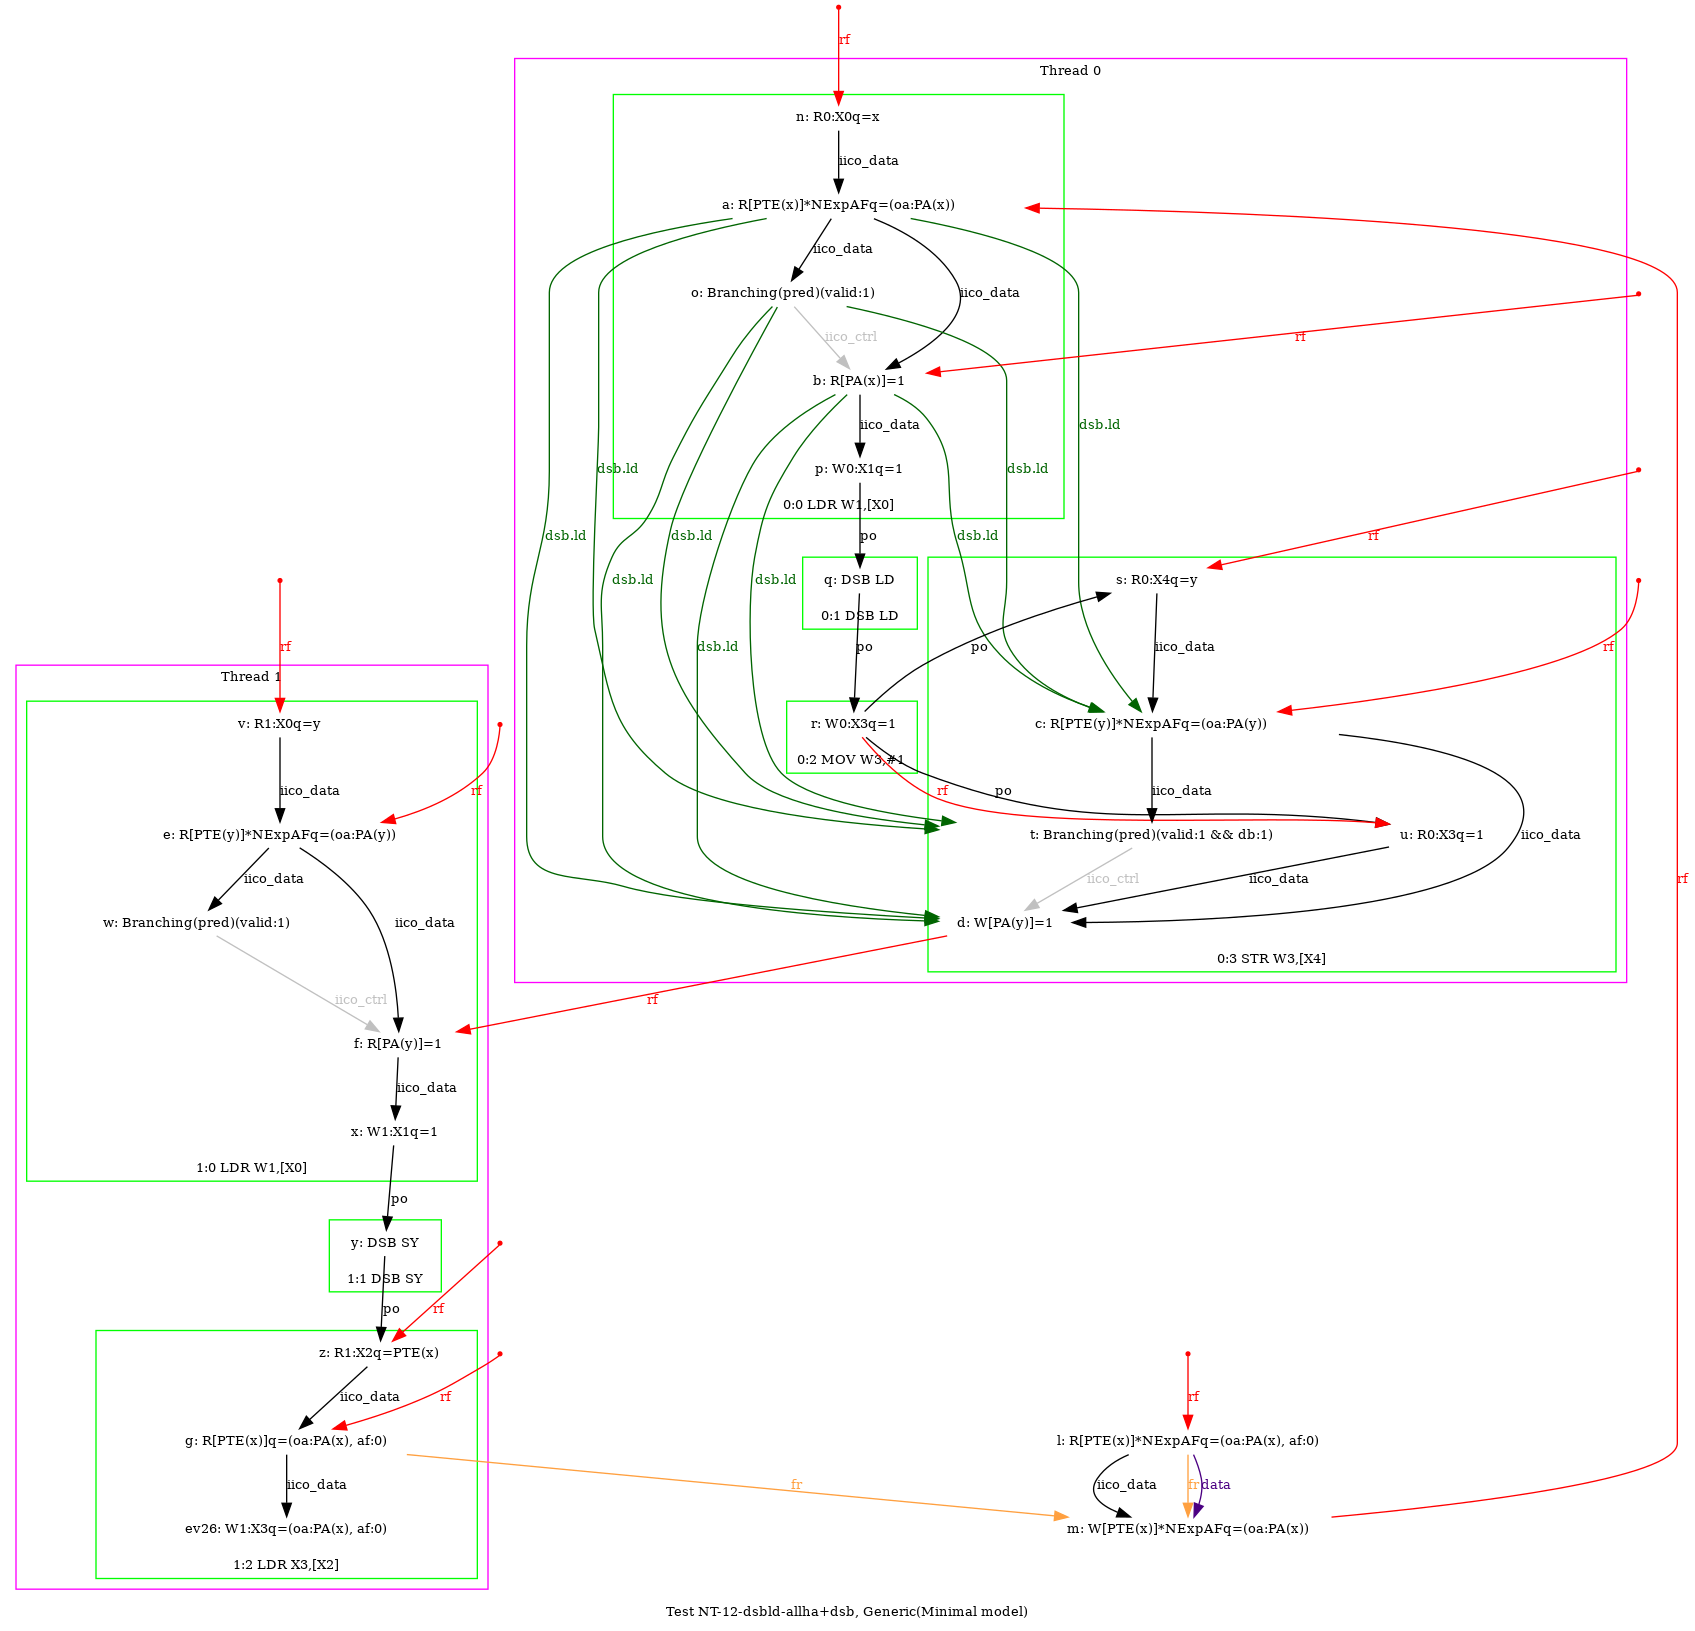 rf
Thread 0
n: R0:X0q=x
iico_data
a: R[PTE(x)]*NExpAFq=(oa:PA(x))
iico_data
o: Branching(pred)(valid:1)
iico_data
iico_ctrl
rf
b: R[PA(x)]=1
iico_data
dsb.ld
dsb.ld
dsb.ld
p: W0:X1q=1
0:0 LDR W1,[X0]
dsb.ld
dsb.ld
po
dsb.ld
rf
dsb.ld
dsb.ld
q: DSB LD
0:1 DSB LD
s: R0:X4q=y
rf
dsb.ld
po
po
iico_data
rf
Thread 1
v: R1:X0q=y
r: W0:X3q=1
c: R[PTE(y)]*NExpAFq=(oa:PA(y))
0:2 MOV W3,#1
iico_data
rf
rf
po
iico_data
e: R[PTE(y)]*NExpAFq=(oa:PA(y))
t: Branching(pred)(valid:1 && db:1)
u: R0:X3q=1
iico_data
iico_data
iico_ctrl
iico_data
rf
w: Branching(pred)(valid:1)
iico_data
d: W[PA(y)]=1
0:3 STR W3,[X4]
iico_ctrl
rf
f: R[PA(y)]=1
iico_data
x: W1:X1q=1
1:0 LDR W1,[X0]
po
y: DSB SY
1:1 DSB SY
po
rf
z: R1:X2q=PTE(x)
iico_data
rf
rf
g: R[PTE(x)]q=(oa:PA(x), af:0)
l: R[PTE(x)]*NExpAFq=(oa:PA(x), af:0)
iico_data
fr
iico_data
fr
data
ev26: W1:X3q=(oa:PA(x), af:0)
m: W[PTE(x)]*NExpAFq=(oa:PA(x))
1:2 LDR X3,[X2]
Test NT-12-dsbld-allha+dsb, Generic(Minimal model)